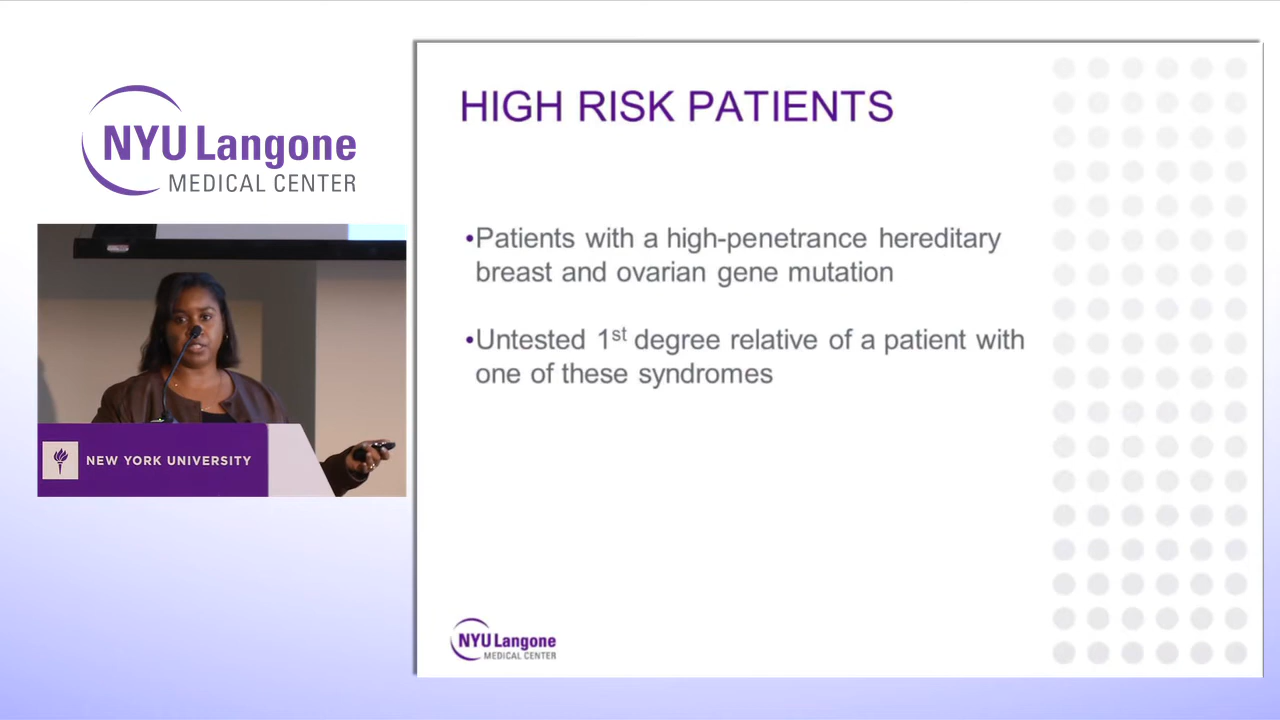 NYU Langone
MEDICAL CENTER
NEW YORK UNIVERSITY
HIGH RISK PATIENTS
•Patients with a high-penetrance hereditary
breast and ovarian gene mutation
•Untested 1st degree relative of a patient with
one of these syndromes
NYU Langone
MEDICAL CENTER